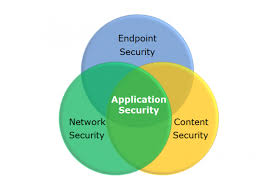 Endpoint
Security
Application
Security
Network
Security
Content
Security